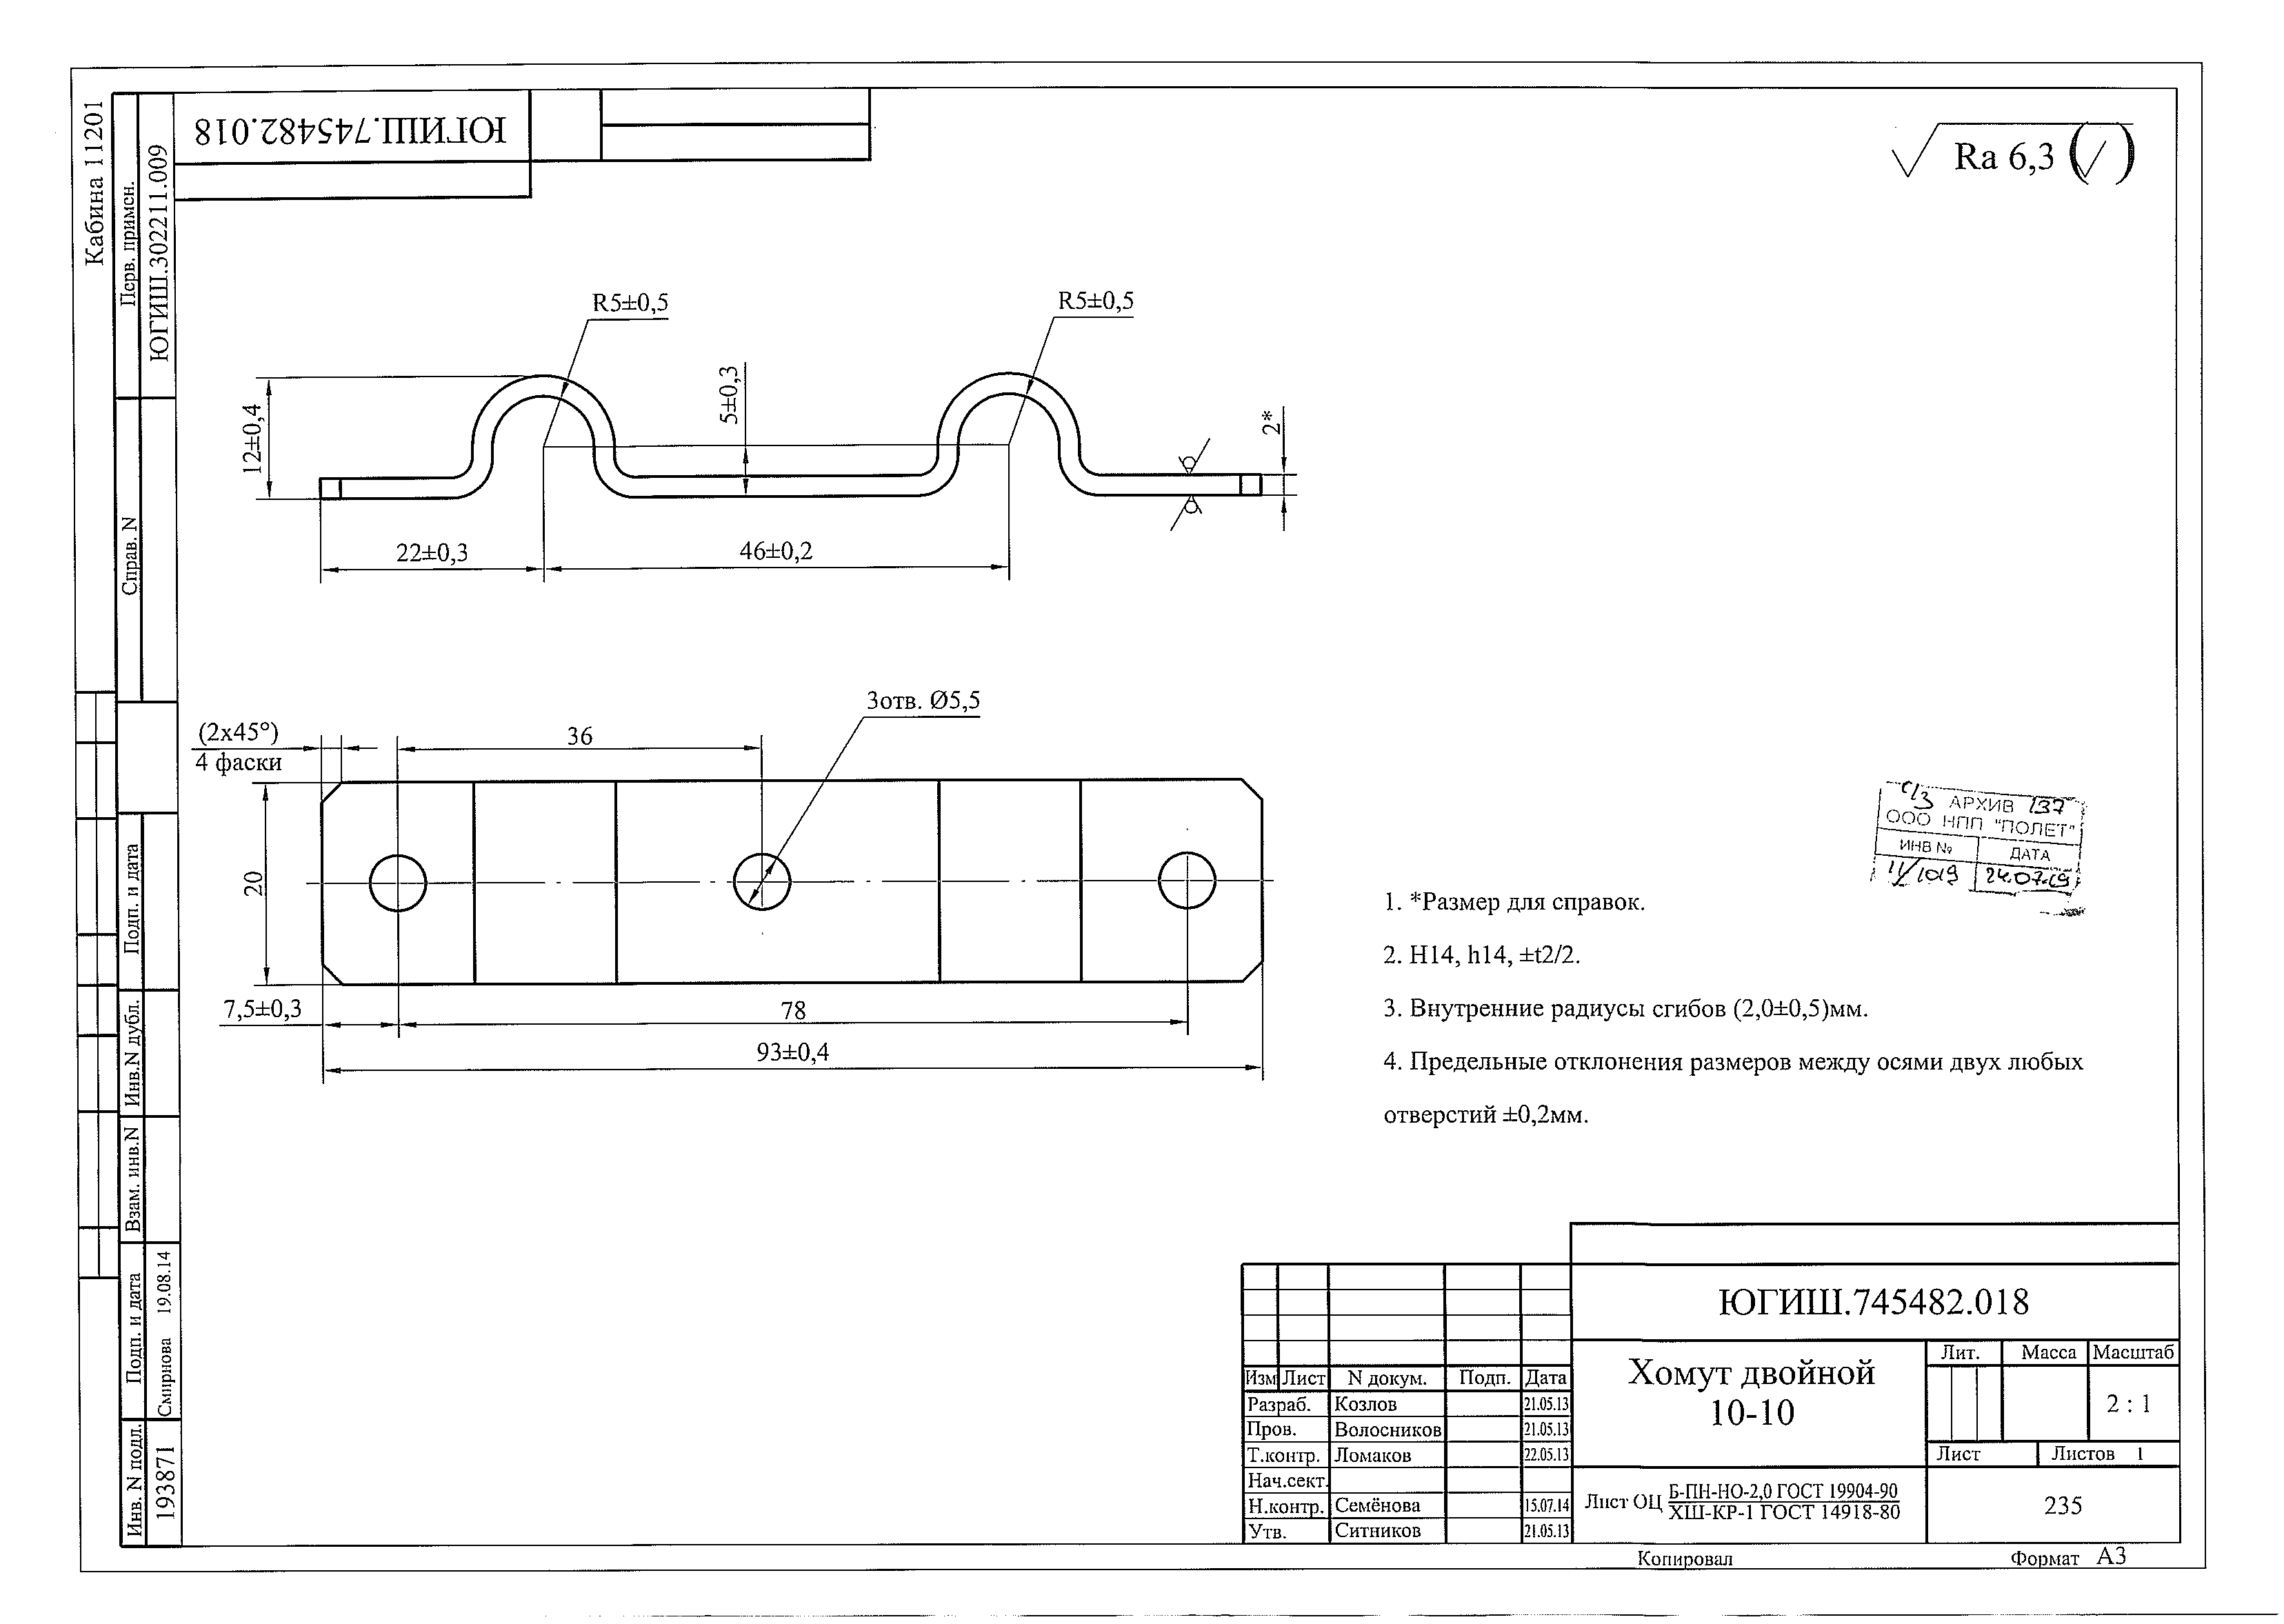 Кабина 11201
Перв. примен.
ЮГИШ.302211.009
ЮГИШ.745482.018
Ra 6,3
R5±0,5
R5±0,5
12±0,4
5±0,3
2*
22±0,3
46±0,2
Справ. N
3отв. Ø5,5
(2x45°)
4 фаски
36
20
7,5±0,3
78
93±0,4
АРХИВ 137
ООО НПП "ПОЛЕТ"
ИНВ № ДАТА
11/1019 24.07.19
1. *Размер для справок.
2. H14, h14, ±t2/2.
3. Внутренние радиусы сгибов (2,0±0,5)мм.
4. Предельные отклонения размеров между осями двух любых
отверстий ±0,2мм.
Подп. и дата
Инв.N дубл.
Взам. инв.N
Подп. и дата
Смирнова 19.08.14
Инв. N подл.
193871
ЮГИШ.745482.018
Хомут двойной
10-10
Лит. Масса Масштаб
2 : 1
Лист Листов 1
Изм Лист N докум. Подп. Дата
Разраб. Козлов 21.05.13
Пров. Волосников 21.05.13
Т.контр. Ломаков 22.05.13
Нач.сект.
Н.контр. Семёнова 15.07.14
Утв. Ситников 21.05.13
Лист ОЦ Б-ПН-НО-2,0 ГОСТ 19904-90
ХШ-КР-1 ГОСТ 14918-80
235
Копировал Формат А3